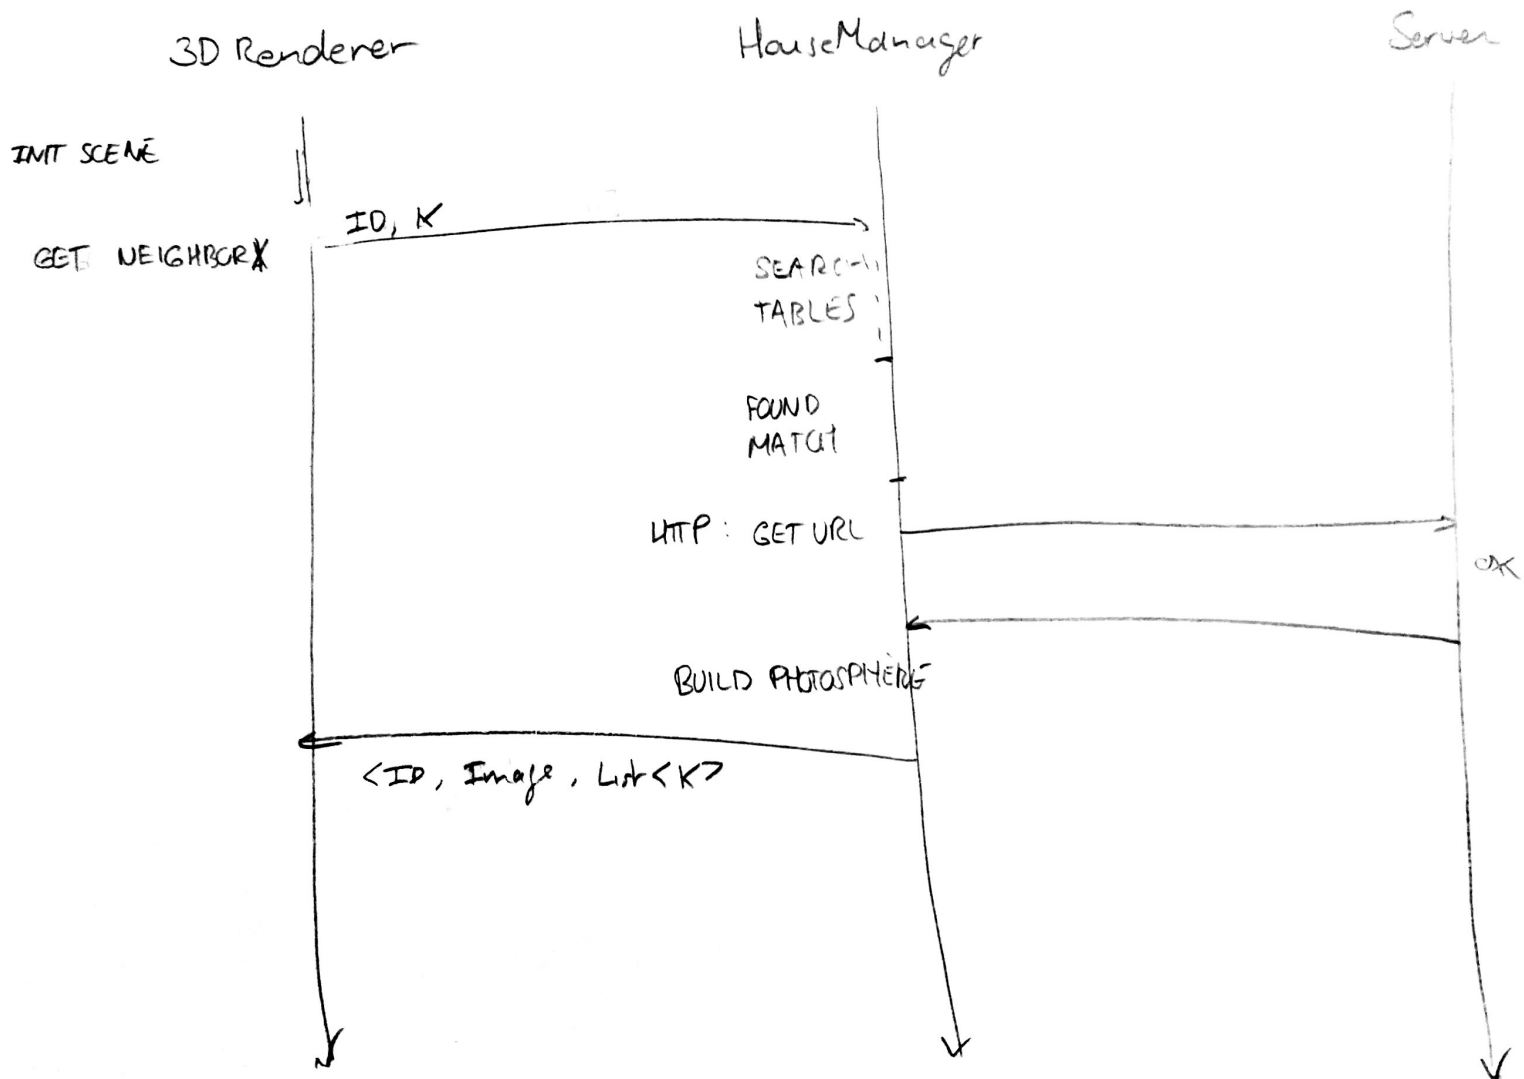 3D Renderer
HouseManager
Server
INIT SCENE
ID, K
GET NEIGHBOR
SEARCH
TABLES
FOUND
MATCH
HTTP : GET URL
OK
BUILD PHOTOSPHERE
<ID, Image, List<K>